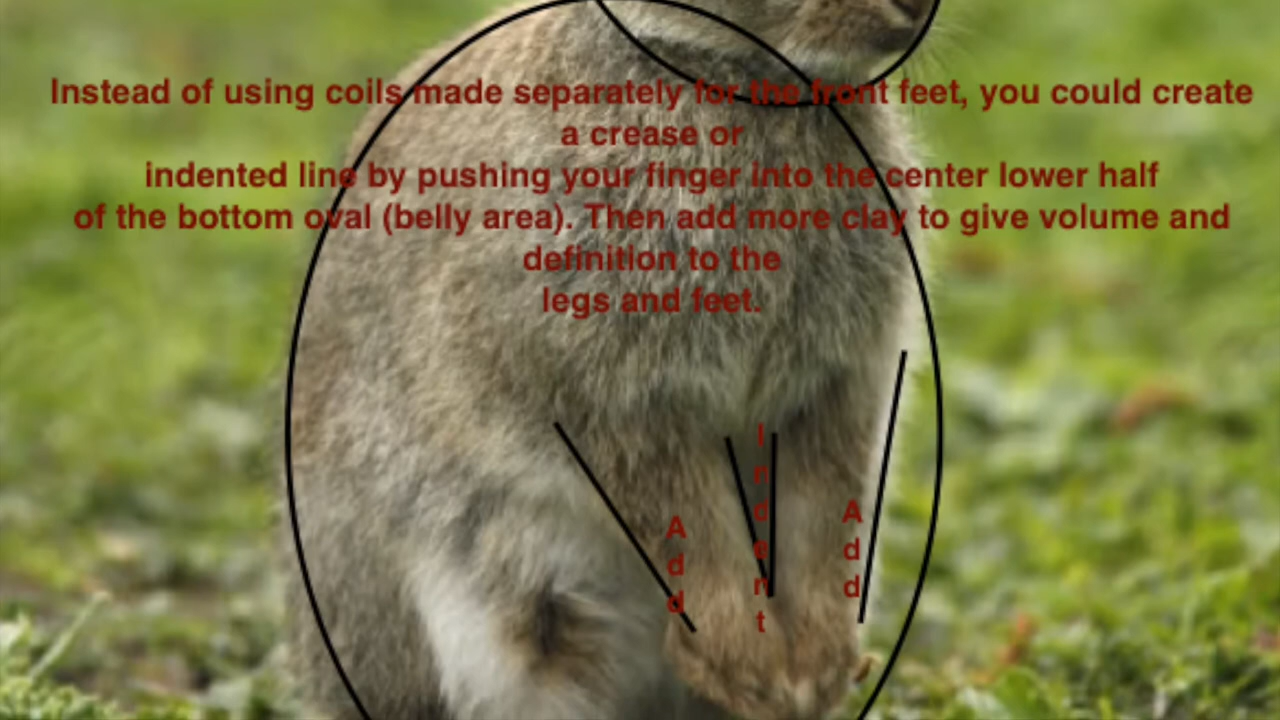 Instead of using coils made separately for the front feet, you could create
a crease or
indented line by pushing your finger into the center lower half
of the bottom oval (belly area). Then add more clay to give volume and
definition to the
legs and feet.
Add
Indent
Add